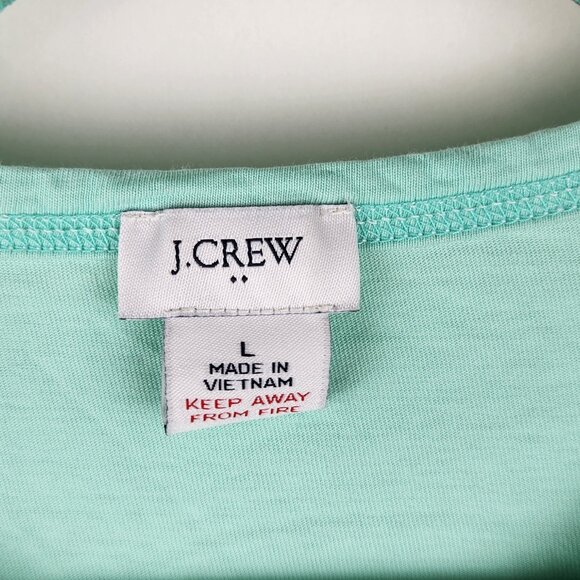 J.CREW
L
MADE IN
VIETNAM
KEEP AWAY
FROM FIRE